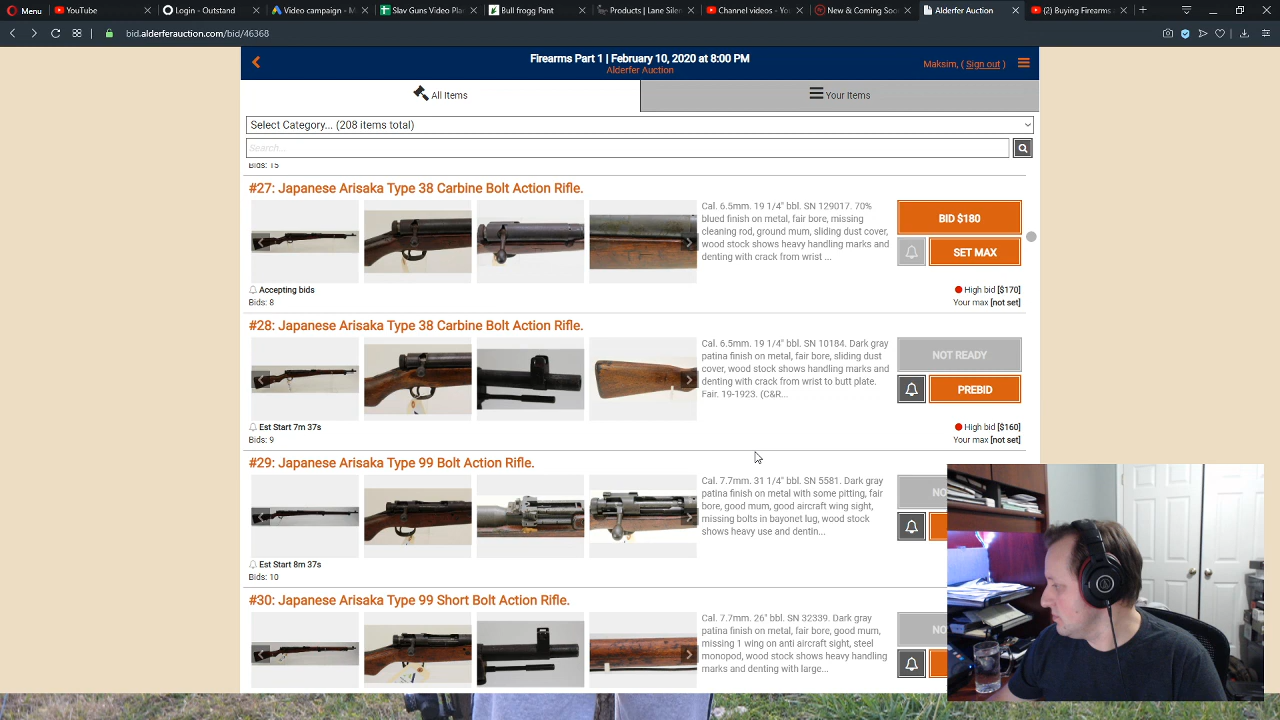 Menu YouTube Console Login - Outstand Video campaign - M Slav Guns Video Plan Bull frogg Pant Products | Lane Silen Channel videos - You New & Coming Soo Alderfer Auction (2) Buying Firearms
bid.alderferauction.com/bid/46368
Firearms Part 1 | February 10, 2020 at 8:00 PM
Alderfer Auction
Maksim, ( Sign out )
All Items
Your Items
Select Category... (208 items total)
Search...
Bids: 15
#27: Japanese Arisaka Type 38 Carbine Bolt Action Rifle.
Cal. 6.5mm. 19 1/4" bbl. SN 129017. 70%
blued finish on metal, fair bore, missing
cleaning rod, ground mum, sliding dust cover,
wood stock shows heavy handling marks and
denting with crack from wrist ...
BID $180
SET MAX
Accepting bids
Bids: 8
High bid [$170]
Your max [not set]
#28: Japanese Arisaka Type 38 Carbine Bolt Action Rifle.
Cal. 6.5mm. 19 1/4" bbl. SN 10184. Dark gray
patina finish on metal, fair bore, sliding dust
cover, wood stock shows handling marks and
denting with crack from wrist to butt plate.
Fair. 19-1923. (C&R...
NOT READY
PREBID
Est Start 7m 37s
Bids: 9
High bid [$160]
Your max [not set]
#29: Japanese Arisaka Type 99 Bolt Action Rifle.
Cal. 7.7mm. 31 1/4" bbl. SN 5581. Dark gray
patina finish on metal with some pitting, fair
bore, good mum, good aircraft wing sight,
missing bolts in bayonet lug, wood stock
shows heavy use and dentin...
NO
Est Start 8m 37s
Bids: 10
#30: Japanese Arisaka Type 99 Short Bolt Action Rifle.
Cal. 7.7mm. 26" bbl. SN 32339. Dark gray
patina finish on metal, fair bore, good mum,
missing 1 wing on anti aircraft sight, steel
monopod, wood stock shows heavy handling
marks and denting with large...
NO